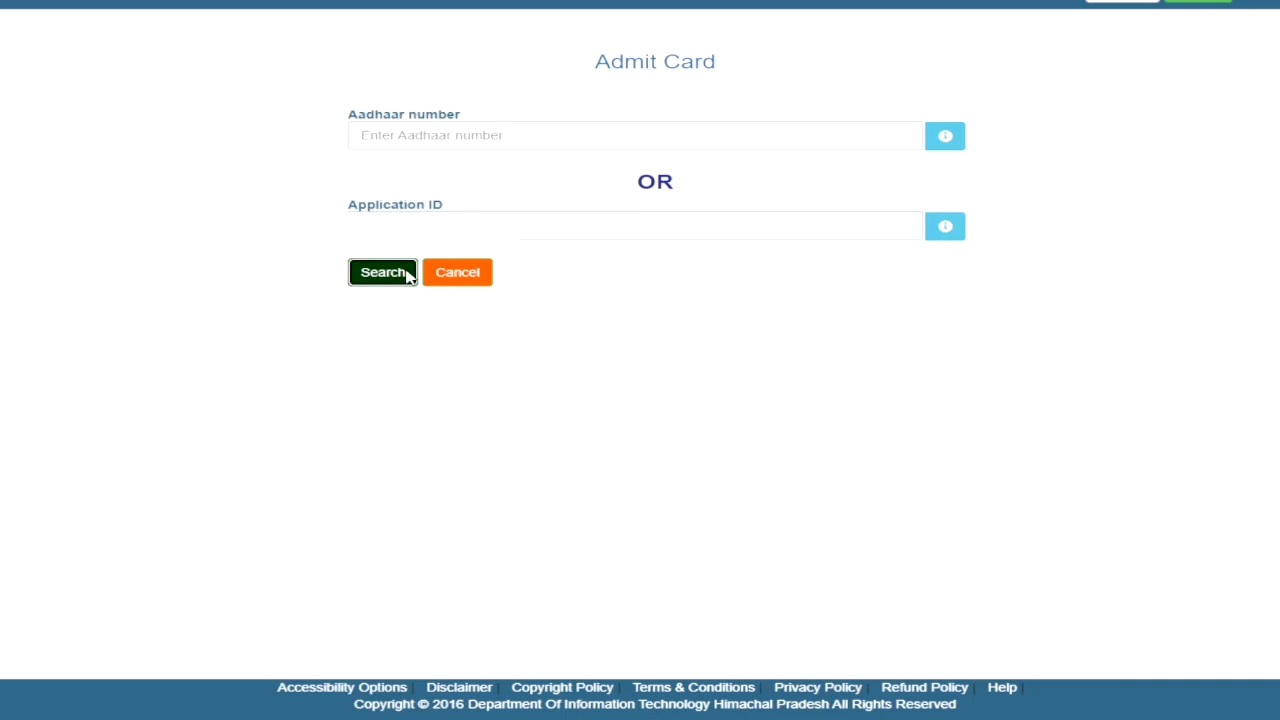 Admit Card
Aadhaar number
Enter Aadhaar number
OR
Application ID
Search Cancel
Accessibility Options | Disclaimer | Copyright Policy | Terms & Conditions | Privacy Policy | Refund Policy | Help |
Copyright © 2016 Department Of Information Technology Himachal Pradesh All Rights Reserved